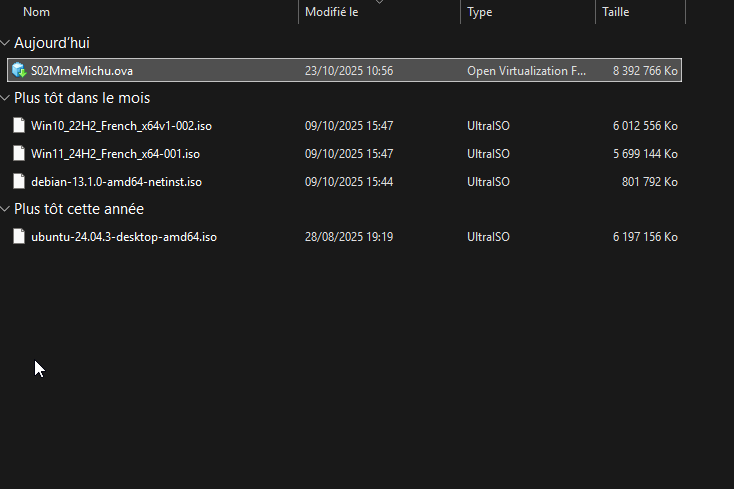 Nom Modifié le Type Taille
Aujourd'hui
S02MmeMichu.ova 23/10/2025 10:56 Open Virtualization F... 8 392 766 Ko
Plus tôt dans le mois
Win10_22H2_French_x64v1-002.iso 09/10/2025 15:47 UltraISO 6 012 556 Ko
Win11_24H2_French_x64-001.iso 09/10/2025 15:47 UltraISO 5 699 144 Ko
debian-13.1.0-amd64-netinst.iso 09/10/2025 15:44 UltraISO 801 792 Ko
Plus tôt cette année
ubuntu-24.04.3-desktop-amd64.iso 28/08/2025 19:19 UltraISO 6 197 156 Ko